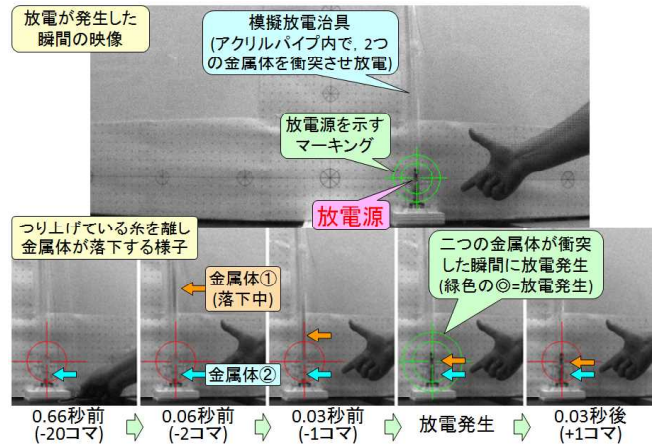 放電が発生した
瞬間の映像
模擬放電治具
(アクリルパイプ内で, 2つ
の金属体を衝突させ放電)
放電源を示す
マーキング
放電源
つり上げている糸を離し
金属体が落下する様子
金属体①
(落下中)
金属体②
二つの金属体が衝突
した瞬間に放電発生
(緑色の◎=放電発生)
0.66秒前
(-20コマ)
0.06秒前
(-2コマ)
0.03秒前
(-1コマ)
放電発生
0.03秒後
(+1コマ)